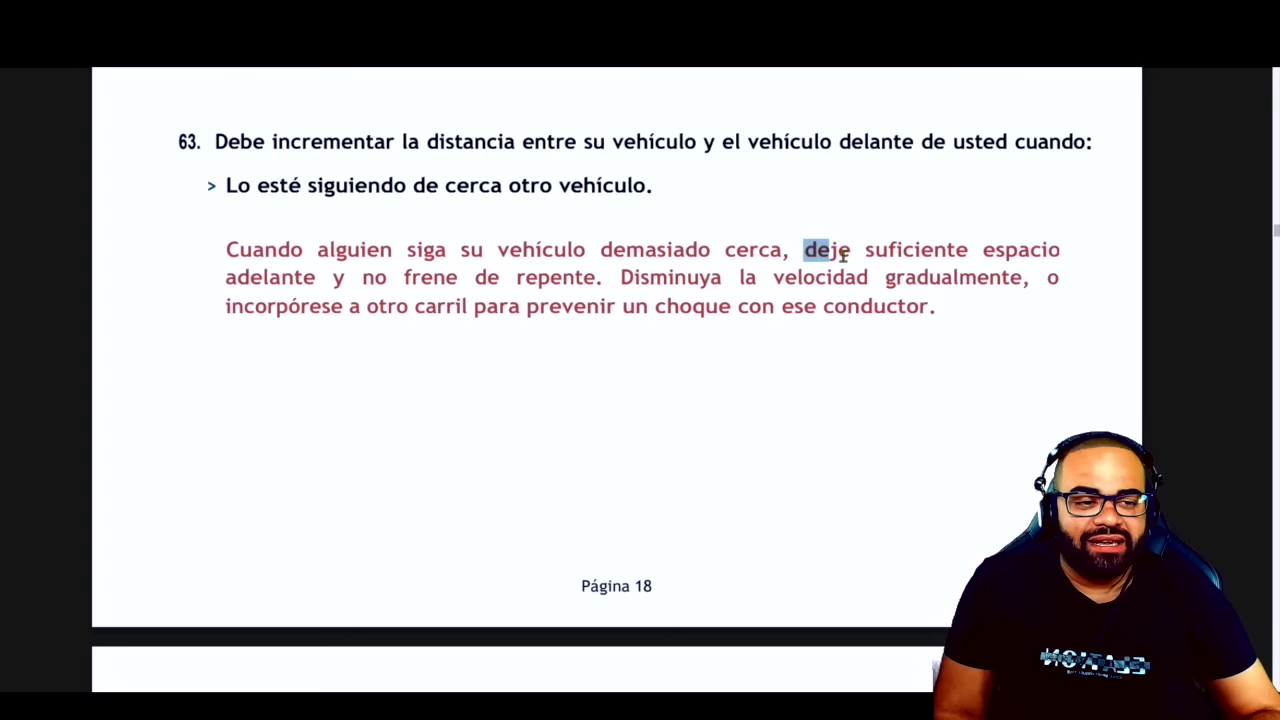 63. Debe incrementar la distancia entre su vehículo y el vehículo delante de usted cuando:
> Lo esté siguiendo de cerca otro vehículo.
Cuando alguien siga su vehículo demasiado cerca, deje suficiente espacio
adelante y no frene de repente. Disminuya la velocidad gradualmente, o
incorpórese a otro carril para prevenir un choque con ese conductor.
Página 18